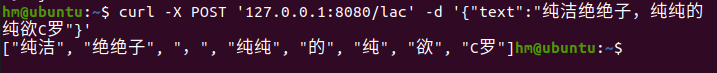 hm@ubuntu:~$ curl -X POST '127.0.0.1:8080/lac' -d '{"text":"纯洁绝绝子，纯纯的
纯欲c罗"}'
["纯洁", "绝绝子", "，", "纯纯", "的", "纯", "欲", "c罗"]hm@ubuntu:~$